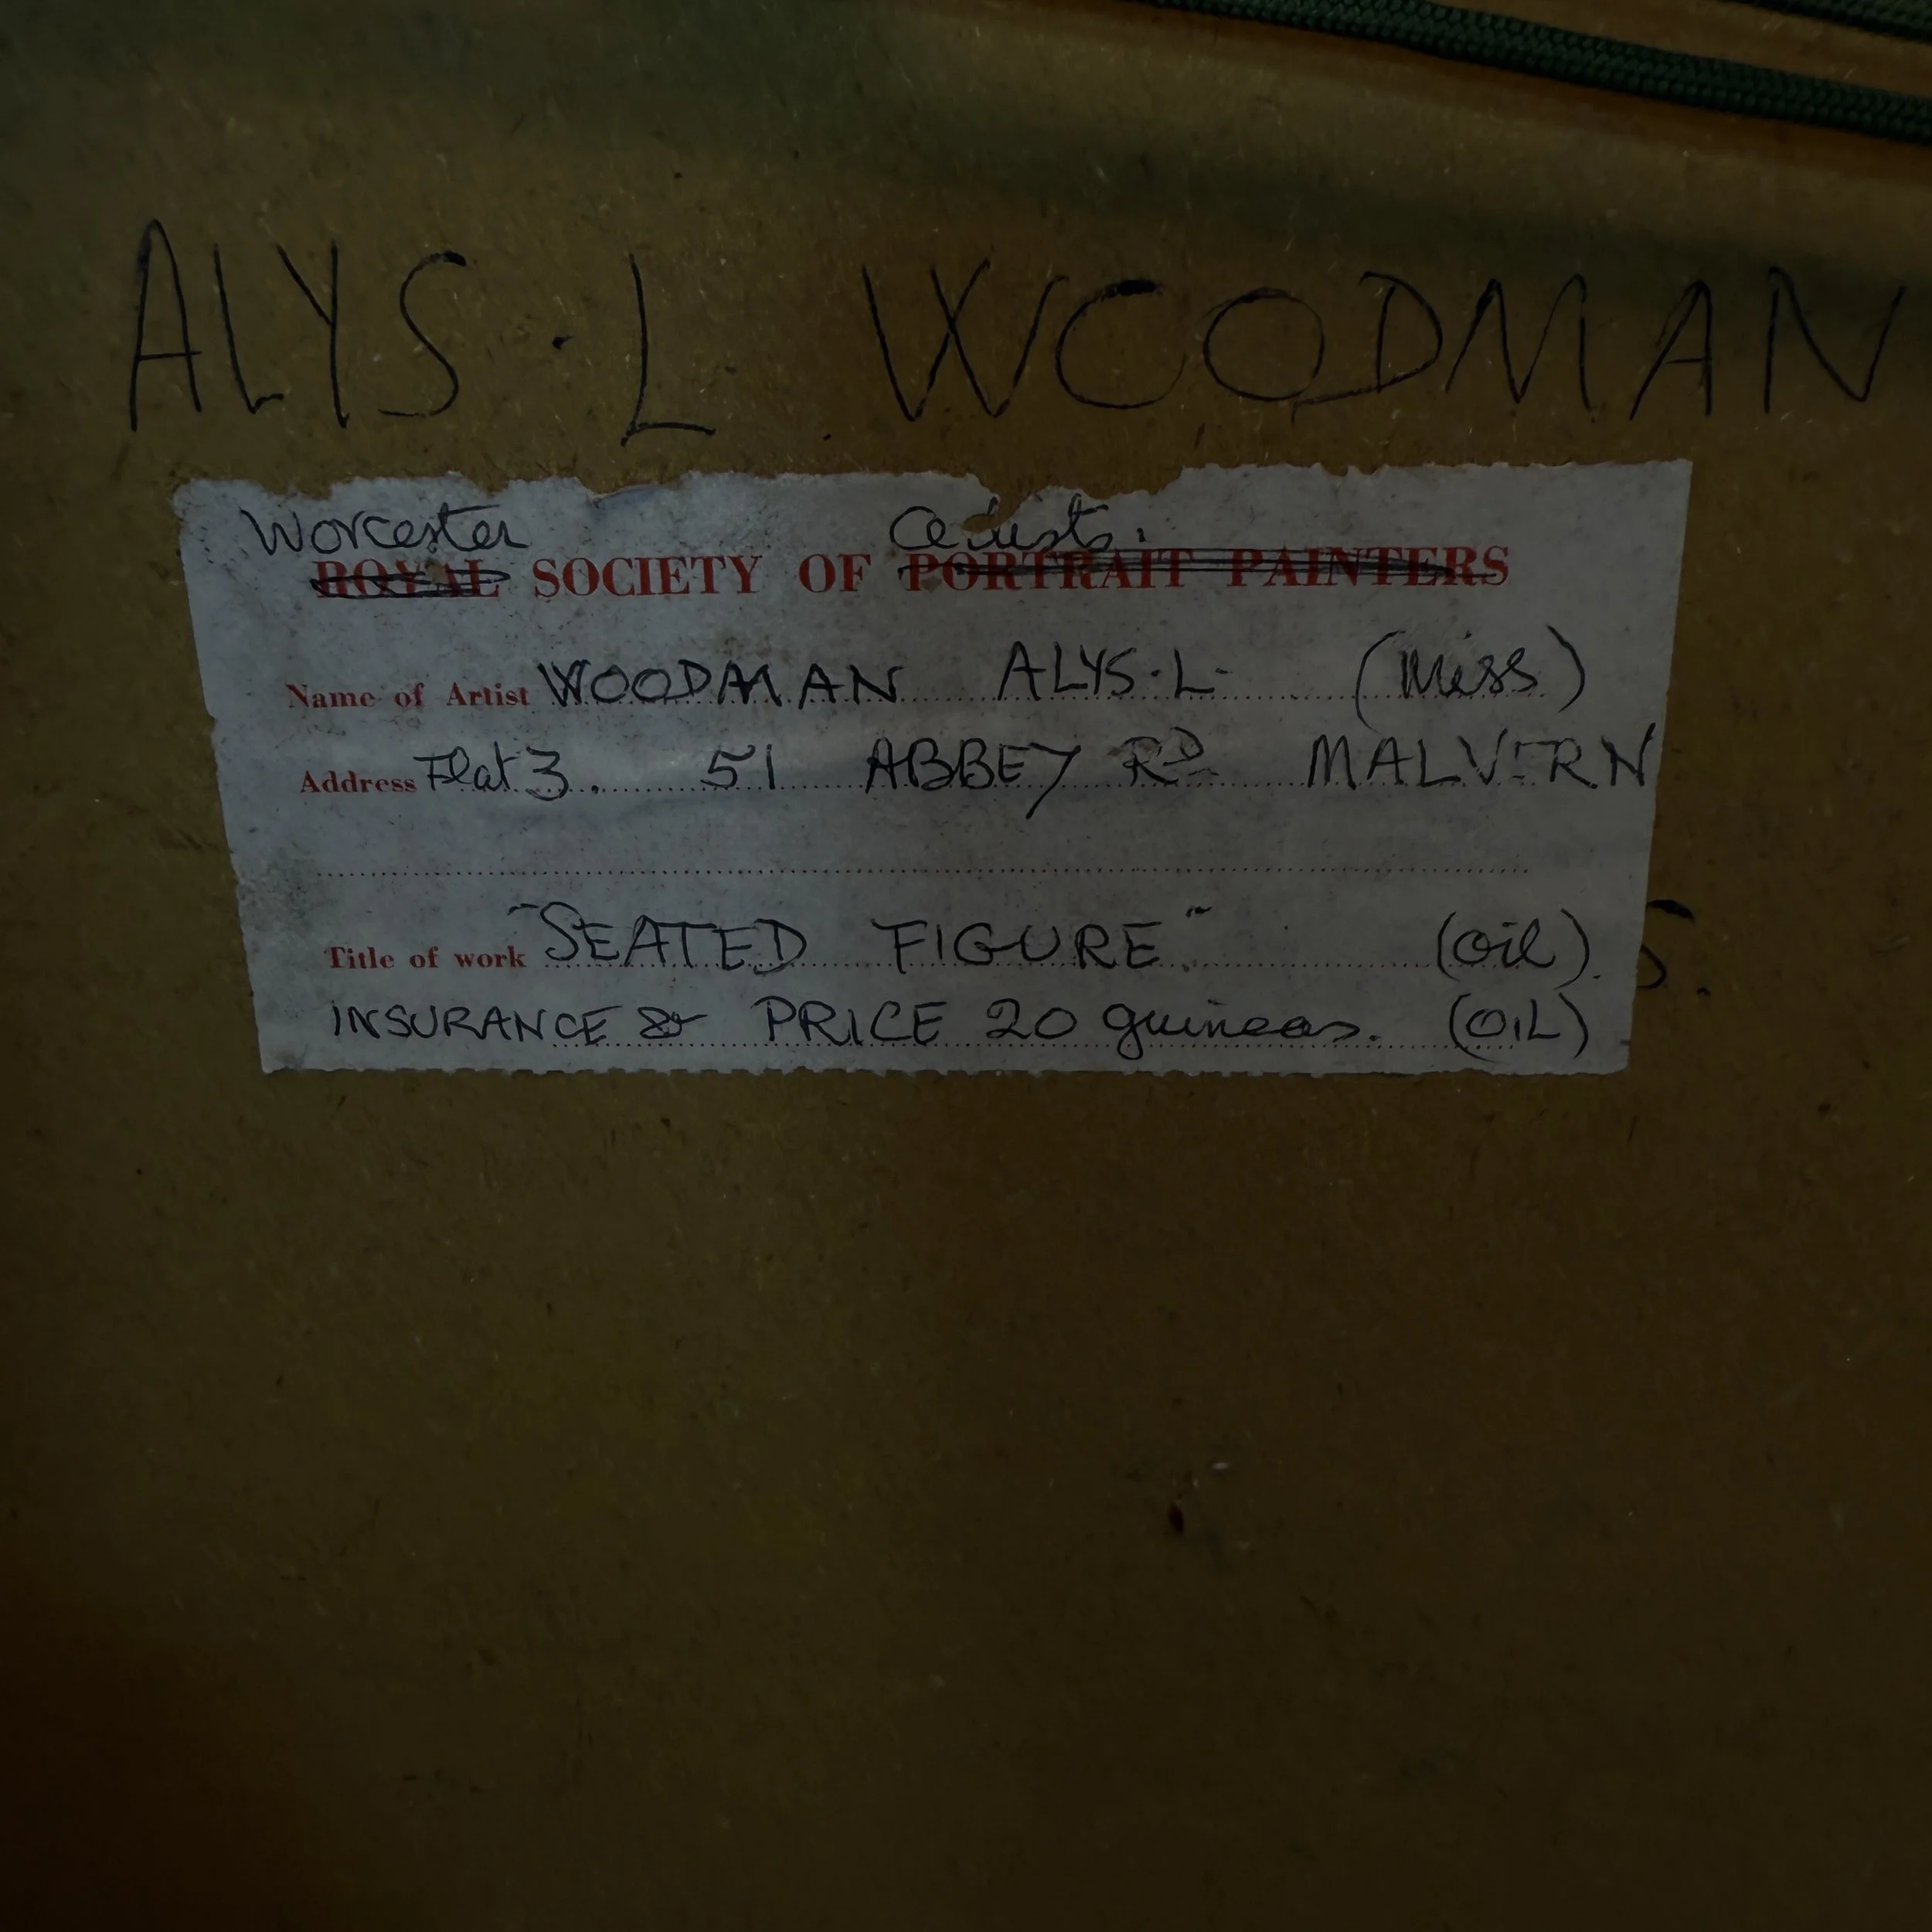 ALYS . L WOODMAN
Worcester Artists.
ROYAL SOCIETY OF PORTRAIT PAINTERS
Name of Artist WOODMAN ALYS.L. (Miss)
Address Flat 3. 51 ABBEY RD MALVERN
Title of work "SEATED FIGURE" (Oil)
INSURANCE & PRICE 20 guineas. (OIL)